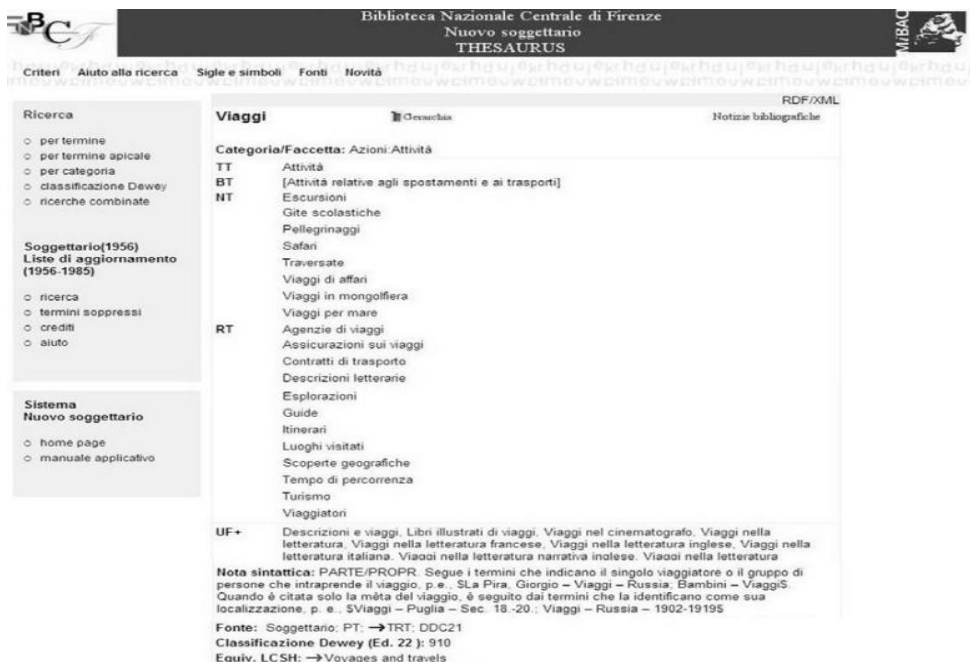 BNCF
Biblioteca Nazionale Centrale di Firenze
Nuovo soggettario
THESAURUS
MiBAC
Criteri Aiuto alla ricerca Sigle e simboli Fonti Novità
RDF/XML
Ricerca
per termine
per termine apicale
per categoria
classificazione Dewey
ricerche combinate
Soggettario(1956)
Liste di aggiornamento
(1956-1985)
ricerca
termini soppressi
crediti
aiuto
Sistema
Nuovo soggettario
home page
manuale applicativo
Viaggi Gerarchia Notizie bibliografiche
Categoria/Faccetta: Azioni:Attività
TT Attività
BT [Attività relative agli spostamenti e ai trasporti]
NT Escursioni
Gite scolastiche
Pellegrinaggi
Safari
Traversate
Viaggi di affari
Viaggi in mongolfiera
Viaggi per mare
RT Agenzie di viaggi
Assicurazioni sui viaggi
Contratti di trasporto
Descrizioni letterarie
Esplorazioni
Guide
Itinerari
Luoghi visitati
Scoperte geografiche
Tempo di percorrenza
Turismo
Viaggiatori
UF+ Descrizioni e viaggi, Libri illustrati di viaggi, Viaggi nel cinematografo, Viaggi nella
letteratura, Viaggi nella letteratura francese, Viaggi nella letteratura inglese, Viaggi nella
letteratura italiana, Viaggi nella letteratura narrativa inglese, Viaggi nella letteratura
Nota sintattica: PARTE/PROPR. Segue i termini che indicano il singolo viaggiatore o il gruppo di
persone che intraprende il viaggio, p.e., $La Pira, Giorgio – Viaggi – Russia; Bambini – Viaggi$.
Quando è citata solo la mèta del viaggio, è seguito dai termini che la identificano come sua
localizzazione, p. e., $Viaggi – Puglia – Sec. 18.-20.; Viaggi – Russia – 1902-1919$
Fonte: Soggettario; PT; →TRT; DDC21
Classificazione Dewey (Ed. 22 ): 910
Equiv. LCSH: →Voyages and travels